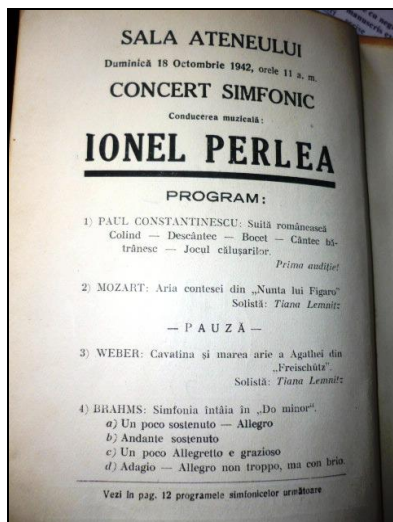 SALA ATENEULUI
Duminică 18 Octombrie 1942, orele 11 a. m.
CONCERT SIMFONIC
Conducerea muzicală:
IONEL PERLEA
PROGRAM:
1) PAUL CONSTANTINESCU: Suită românească
Colind — Descântec — Bocet — Cântec bă-
trânesc — Jocul călușarilor.
Prima audiție!
2) MOZART: Aria contesei din „Nunta lui Figaro"
Solistă: Tiana Lemnitz
— PAUZĂ —
3) WEBER: Cavatina și marea arie a Agathei din
„Freischütz".
Solistă: Tiana Lemnitz
4) BRAHMS: Simfonia întâia în „Do minor".
a) Un poco sostenuto — Allegro
b) Andante sostenuto
c) Un poco Allegretto e grazioso
d) Adagio — Allegro non troppo, ma con brio.
Vezi în pag. 12 programele simfonicelor următoare